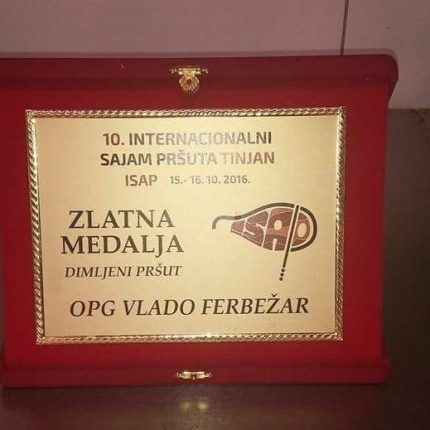 10. INTERNACIONALNI
SAJAM PRŠUTA TINJAN
ISAP 15.-16.10. 2016.
ZLATNA
MEDALJA
DIMLJENI PRŠUT
ISAP
OPG VLADO FERBEŽAR